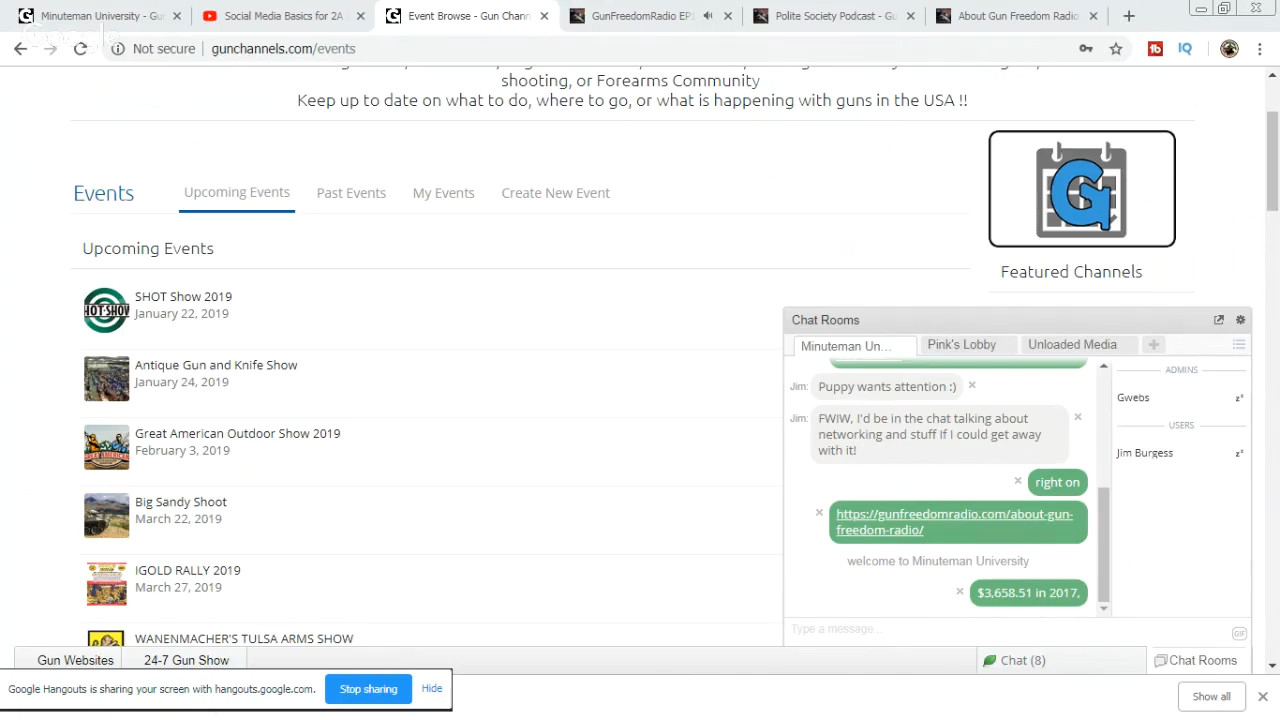 Minuteman University - Gu
Social Media Basics for 2A
Event Browse - Gun Chann
GunFreedomRadio EP1
Polite Society Podcast - Gu
About Gun Freedom Radio
Not secure
gunchannels.com/events
shooting, or Forearms Community
Keep up to date on what to do, where to go, or what is happening with guns in the USA !!
Events
Upcoming Events
Past Events
My Events
Create New Event
Featured Channels
Upcoming Events
SHOT Show 2019
January 22, 2019
Antique Gun and Knife Show
January 24, 2019
Great American Outdoor Show 2019
February 3, 2019
Big Sandy Shoot
March 22, 2019
IGOLD RALLY 2019
March 27, 2019
WANENMACHER'S TULSA ARMS SHOW
Chat Rooms
Minuteman Un...
Pink's Lobby
Unloaded Media
Jim:
Puppy wants attention :)
Jim:
FWIW, I'd be in the chat talking about
networking and stuff if I could get away
with it!
right on
https://gunfreedomradio.com/about-gun-
freedom-radio/
welcome to Minuteman University
$3,658.51 in 2017,
Type a message...
GIF
ADMINS
Gwebs
USERS
Jim Burgess
Gun Websites
24-7 Gun Show
Chat (8)
Chat Rooms
Google Hangouts is sharing your screen with hangouts.google.com.
Stop sharing
Hide
Show all